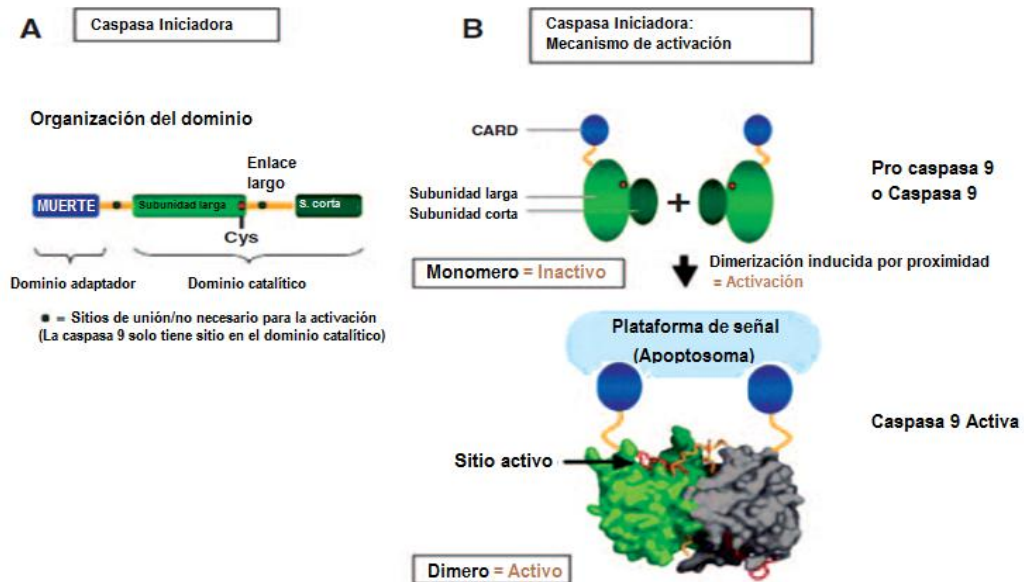 A
Caspasa Iniciadora
Organización del dominio
Enlace
largo
MUERTE
Subunidad larga
S. corta
Cys
Dominio adaptador
Dominio catalítico
= Sitios de unión/no necesario para la activación
(La caspasa 9 solo tiene sitio en el dominio catalítico)
B
Caspasa Iniciadora:
Mecanismo de activación
CARD
Subunidad larga
Subunidad corta
+
Pro caspasa 9
o Caspasa 9
Monomero = Inactivo
Dimerización inducida por proximidad
= Activación
Plataforma de señal
(Apoptosoma)
Caspasa 9 Activa
Sitio activo
Dimero = Activo